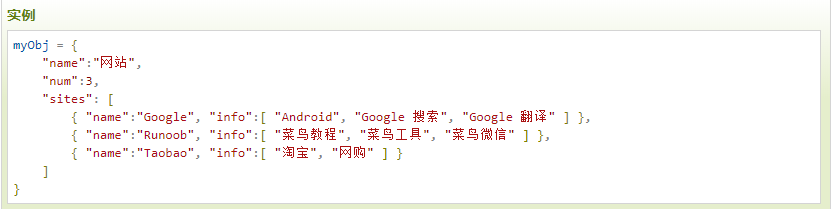 实例
myObj = {
    "name":"网站",
    "num":3,
    "sites": [
        { "name":"Google", "info":[ "Android", "Google 搜索", "Google 翻译" ] },
        { "name":"Runoob", "info":[ "菜鸟教程", "菜鸟工具", "菜鸟微信" ] },
        { "name":"Taobao", "info":[ "淘宝", "网购" ] }
    ]
}